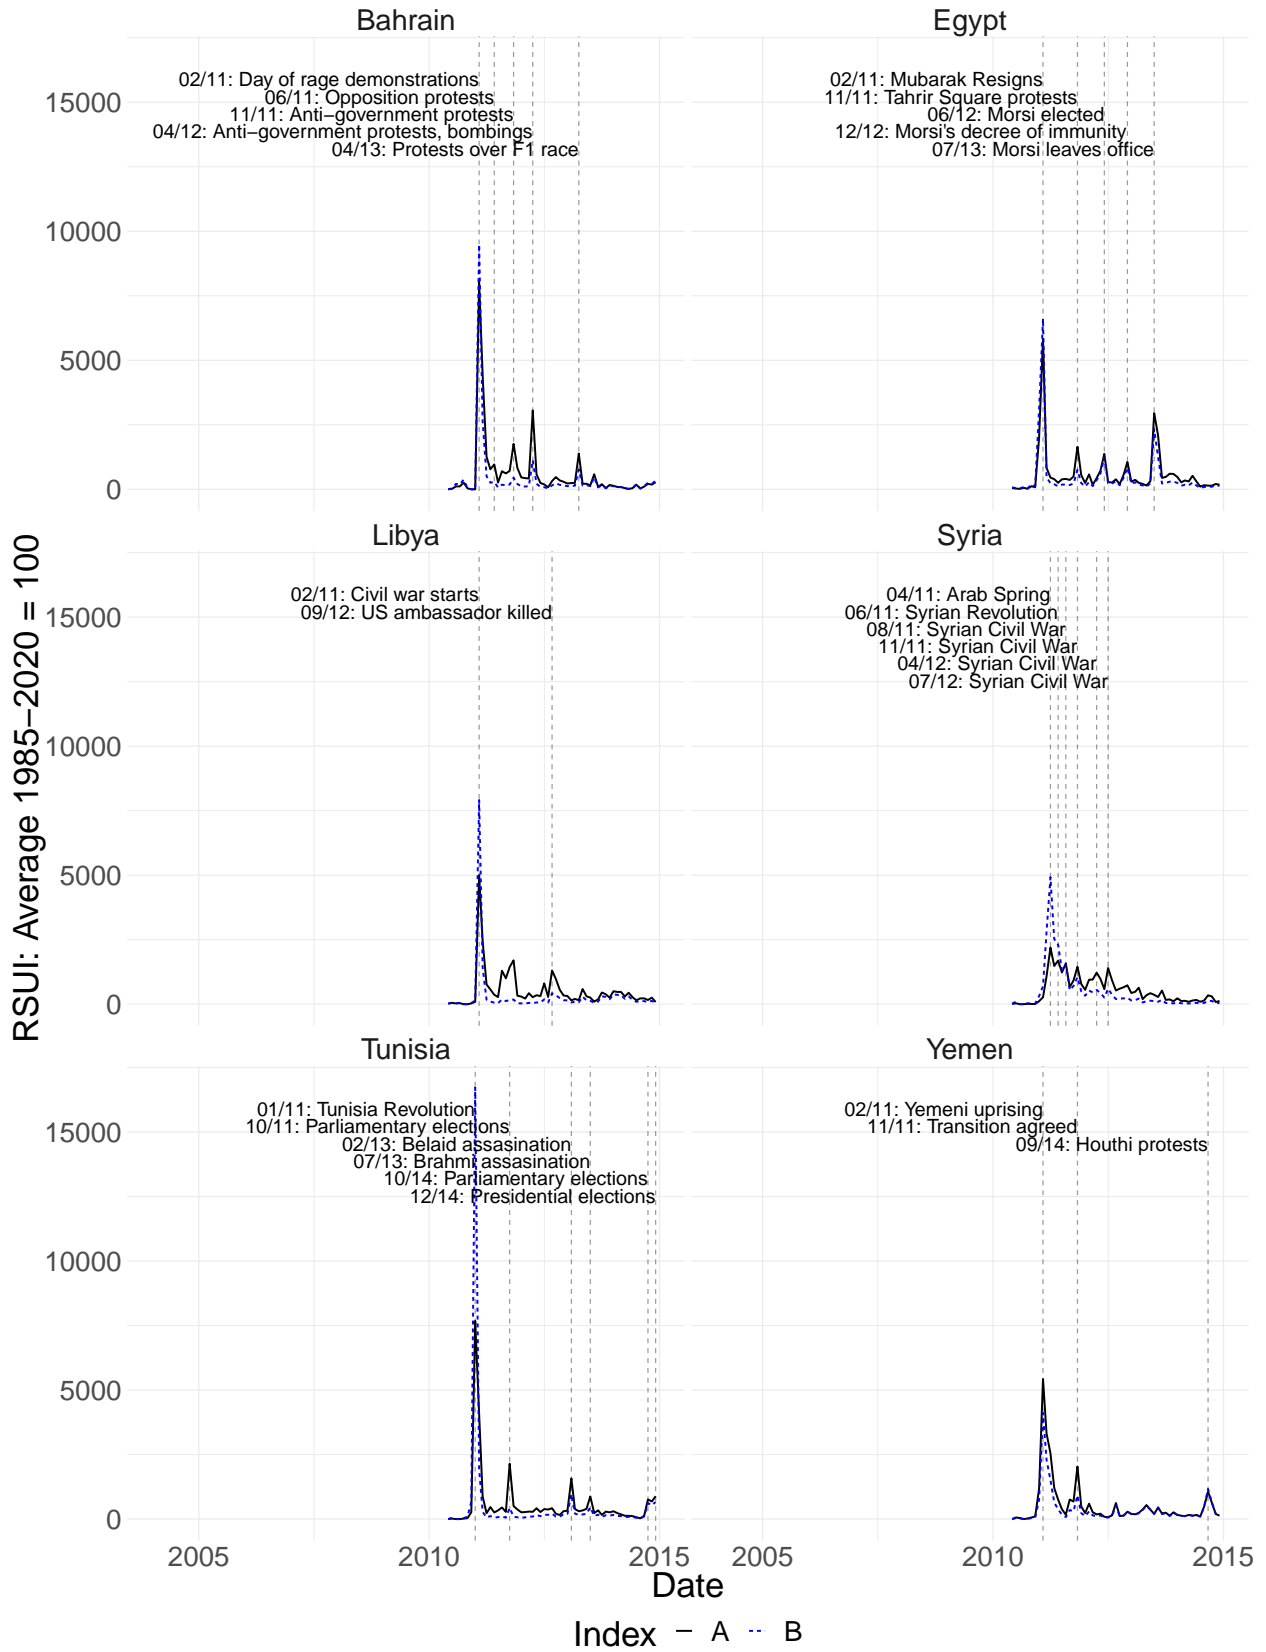 Bahrain
Egypt
02/11: Day of rage demonstrations
06/11: Opposition protests
11/11: Anti−government protests
04/12: Anti−government protests, bombings
04/13: Protests over F1 race
02/11: Mubarak Resigns
11/11: Tahrir Square protests
06/12: Morsi elected
12/12: Morsi's decree of immunity
07/13: Morsi leaves office
15000
10000
5000
0
Libya
Syria
02/11: Civil war starts
09/12: US ambassador killed
04/11: Arab Spring
06/11: Syrian Revolution
08/11: Syrian Civil War
11/11: Syrian Civil War
04/12: Syrian Civil War
07/12: Syrian Civil War
15000
10000
5000
0
RSUI: Average 1985−2020 = 100
Tunisia
Yemen
01/11: Tunisia Revolution
10/11: Parliamentary elections
02/13: Belaid assasination
07/13: Brahmi assasination
10/14: Parliamentary elections
12/14: Presidential elections
02/11: Yemeni uprising
11/11: Transition agreed
09/14: Houthi protests
15000
10000
5000
0
2005 2010 2015 2005 2010 2015
Date
Index A B